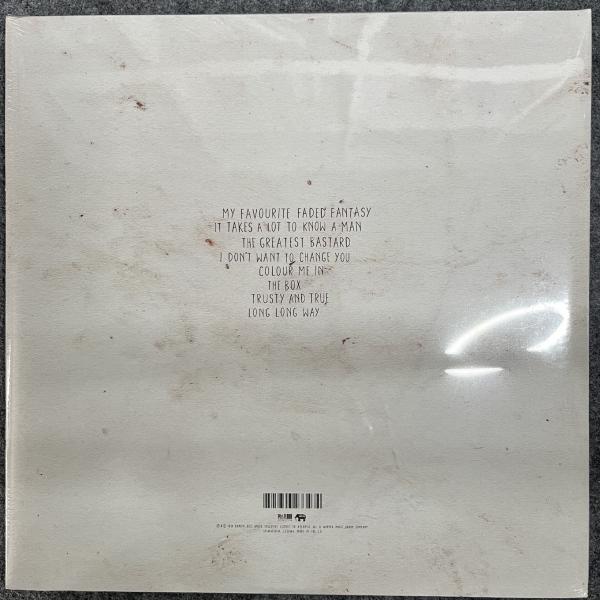 MY FAVOURITE FADED FANTASY
IT TAKES A LOT TO KNOW A MAN
THE GREATEST BASTARD
I DON'T WANT TO CHANGE YOU
COLOUR ME IN
THE BOX
TRUSTY AND TRUE
LONG LONG WAY